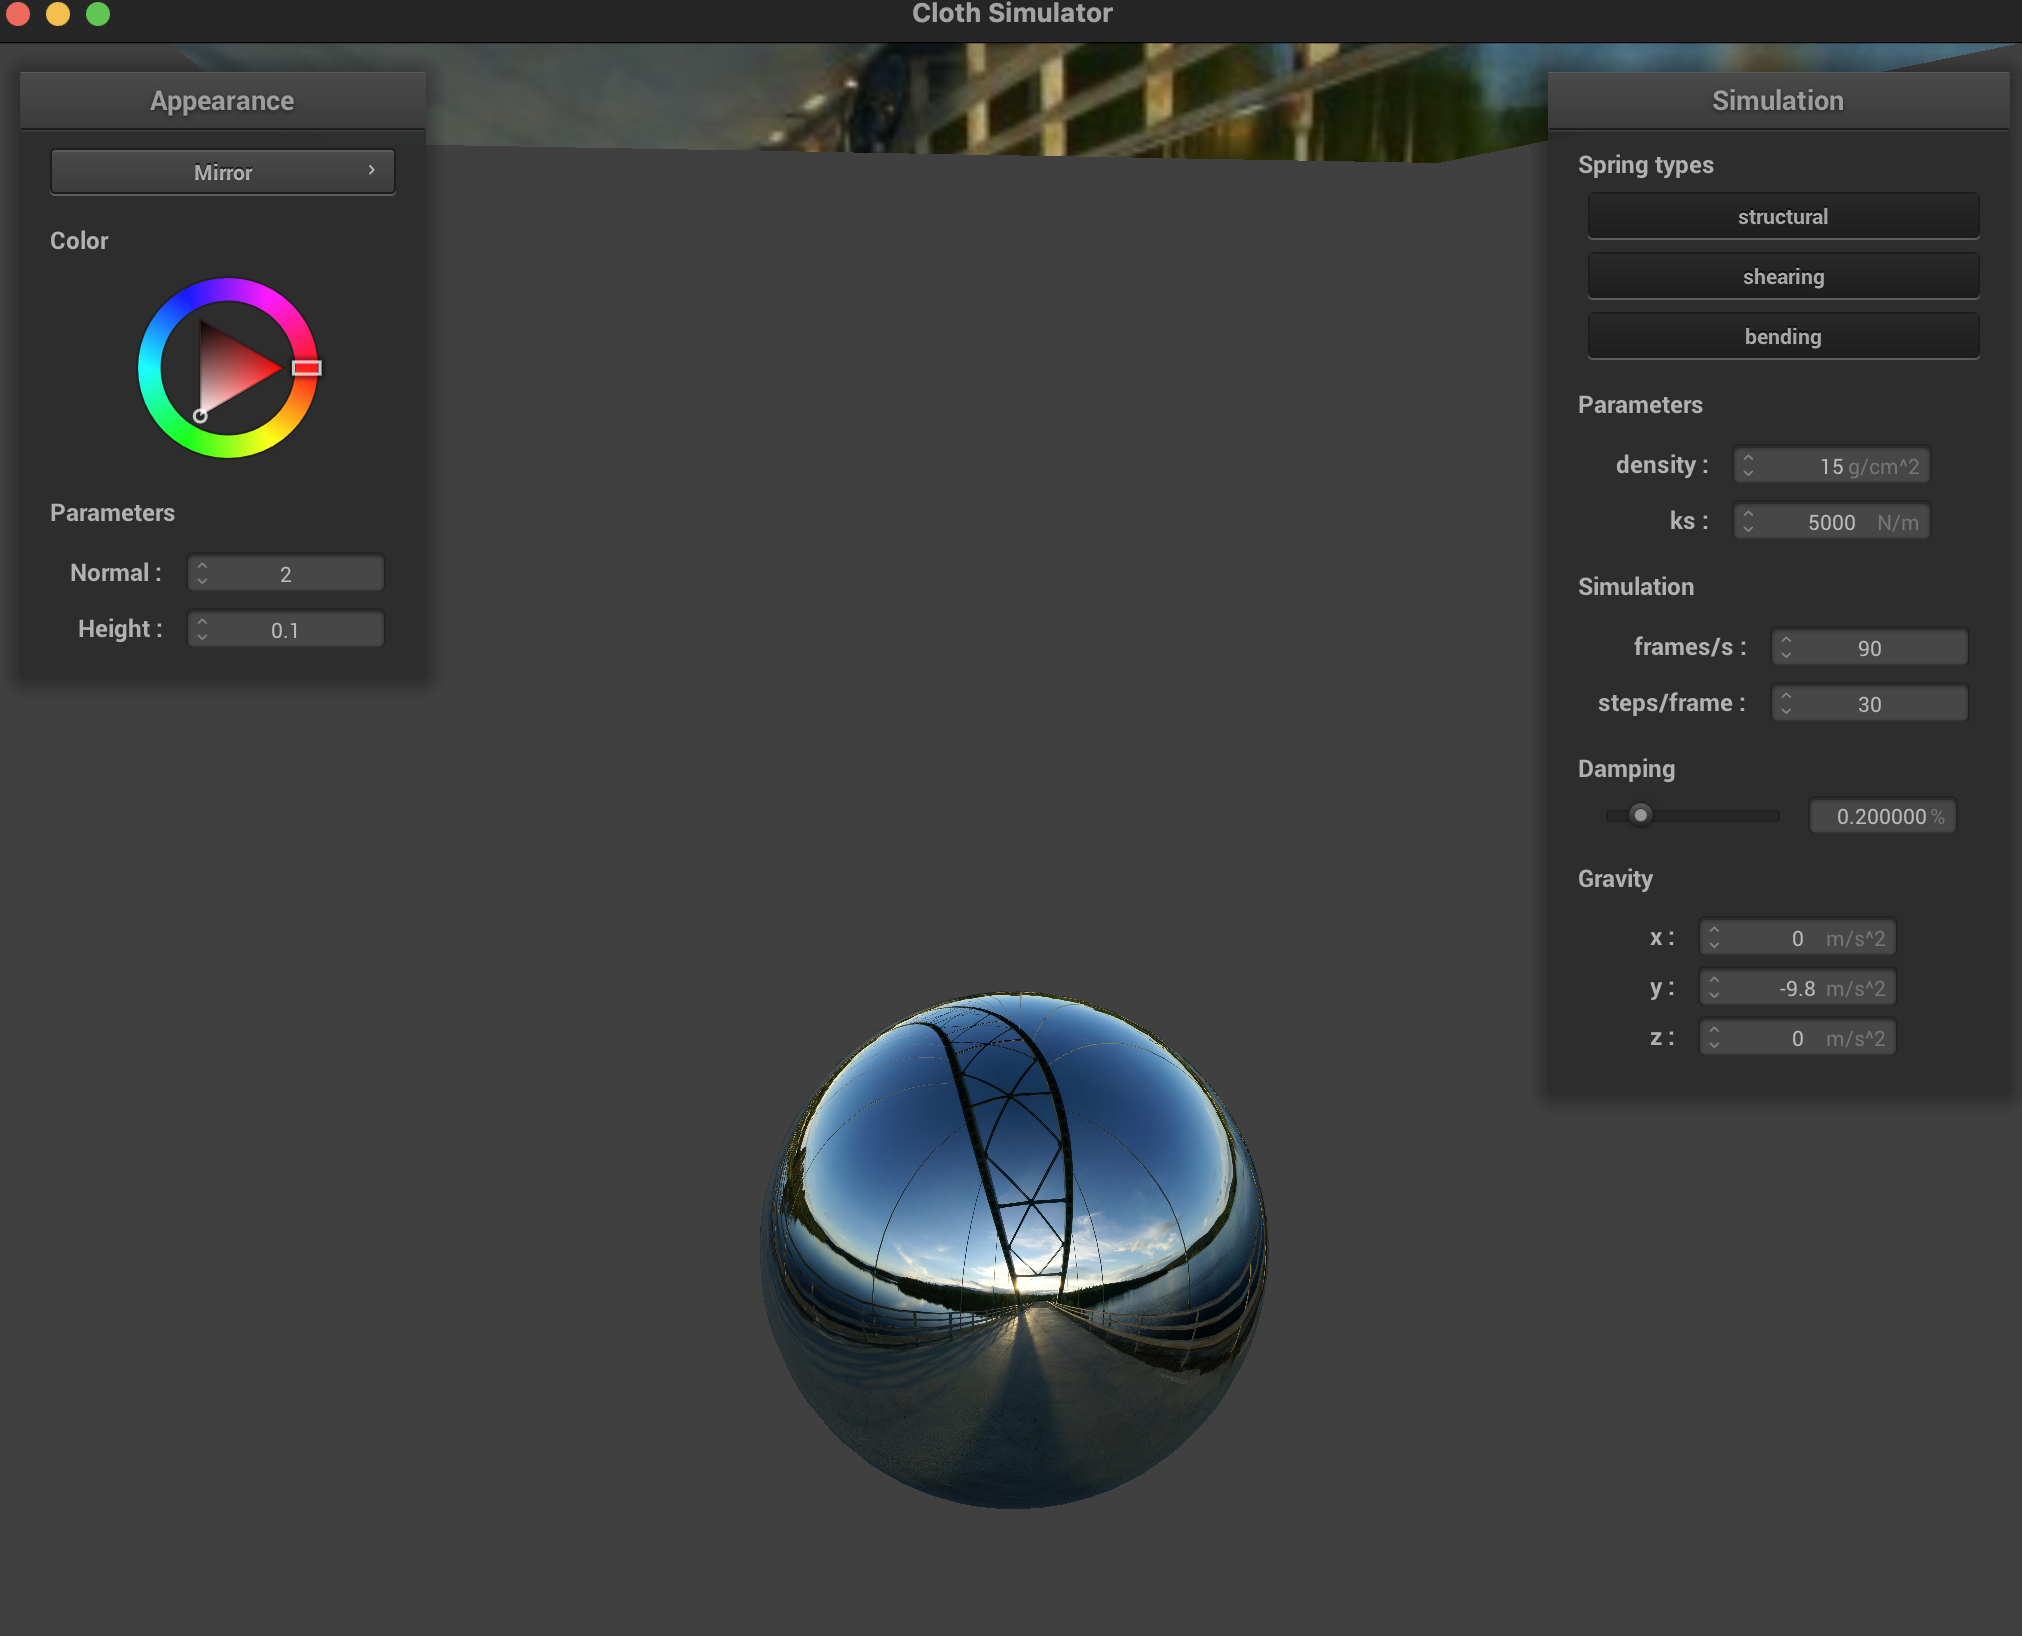 Cloth Simulator
Appearance
Mirror
Color
Parameters
Normal : 2
Height : 0.1
Simulation
Spring types
structural
shearing
bending
Parameters
density : 15 g/cm^2
ks : 5000 N/m
Simulation
frames/s : 90
steps/frame : 30
Damping
0.200000 %
Gravity
x : 0 m/s^2
y : -9.8 m/s^2
z : 0 m/s^2